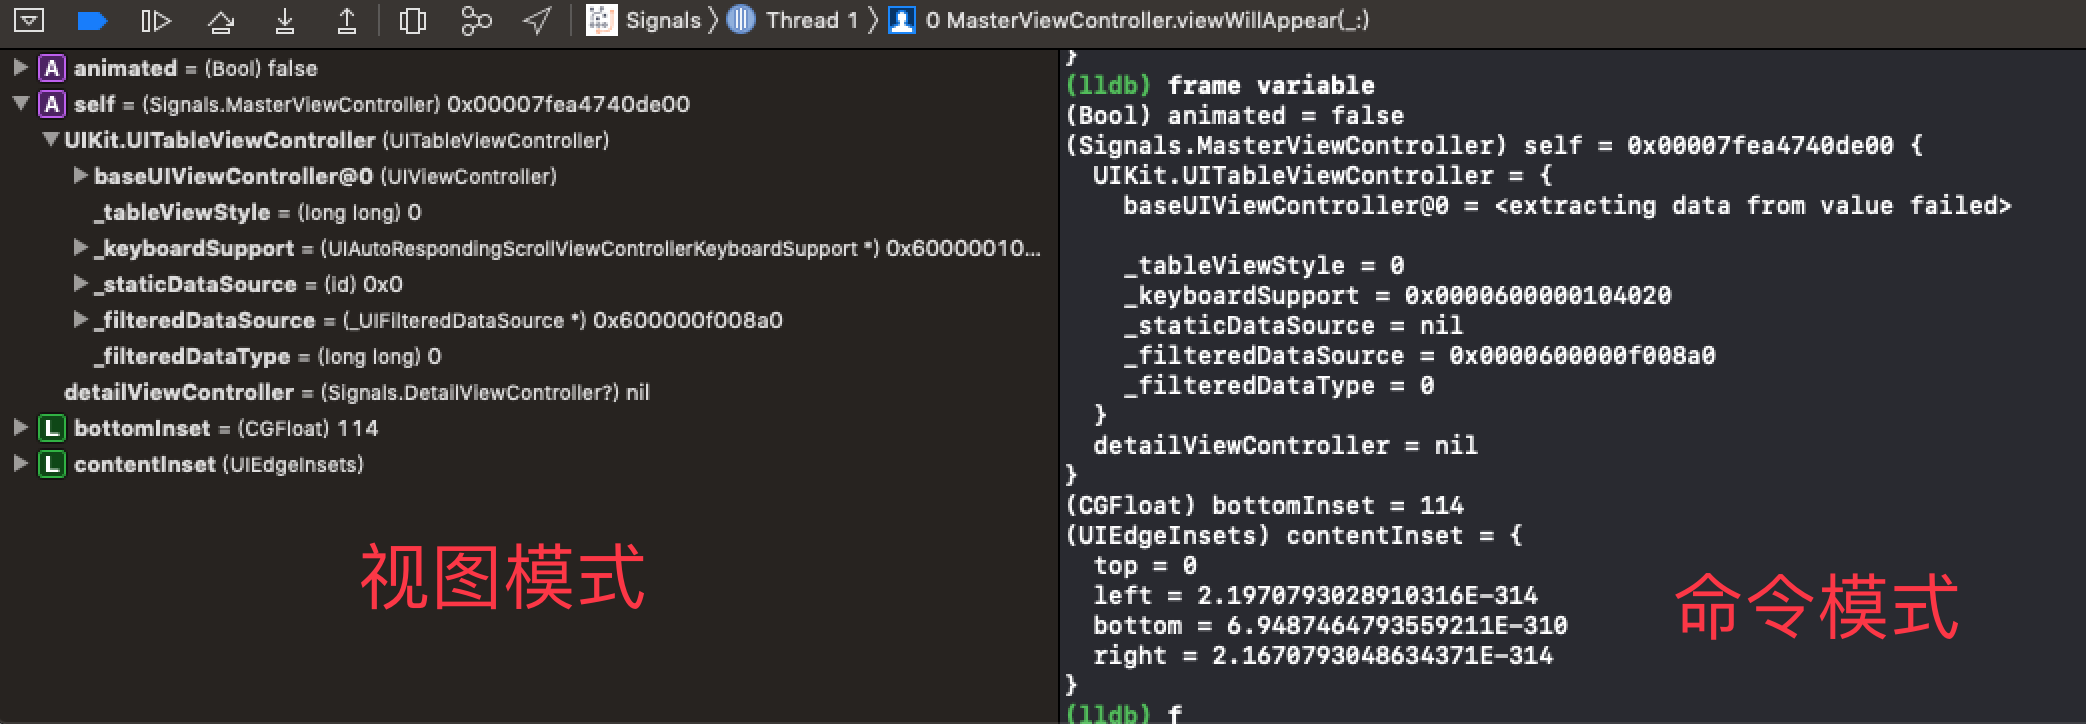 Signals 〉 Thread 1 〉 0 MasterViewController.viewWillAppear(_:)
A animated = (Bool) false
A self = (Signals.MasterViewController) 0x00007fea4740de00
UIKit.UITableViewController (UITableViewController)
baseUIViewController@0 (UIViewController)
_tableViewStyle = (long long) 0
_keyboardSupport = (UIAutoRespondingScrollViewControllerKeyboardSupport *) 0x60000010...
_staticDataSource = (id) 0x0
_filteredDataSource = (_UIFilteredDataSource *) 0x600000f008a0
_filteredDataType = (long long) 0
detailViewController = (Signals.DetailViewController?) nil
L bottomInset = (CGFloat) 114
L contentInset (UIEdgeInsets)
视图模式
}
(lldb) frame variable
(Bool) animated = false
(Signals.MasterViewController) self = 0x00007fea4740de00 {
  UIKit.UITableViewController = {
    baseUIViewController@0 = <extracting data from value failed>
    _tableViewStyle = 0
    _keyboardSupport = 0x0000600000104020
    _staticDataSource = nil
    _filteredDataSource = 0x0000600000f008a0
    _filteredDataType = 0
  }
  detailViewController = nil
}
(CGFloat) bottomInset = 114
(UIEdgeInsets) contentInset = {
  top = 0
  left = 2.1970793028910316E-314
  bottom = 6.9487464793559211E-310
  right = 2.1670793048634371E-314
}
(lldb) f
命令模式